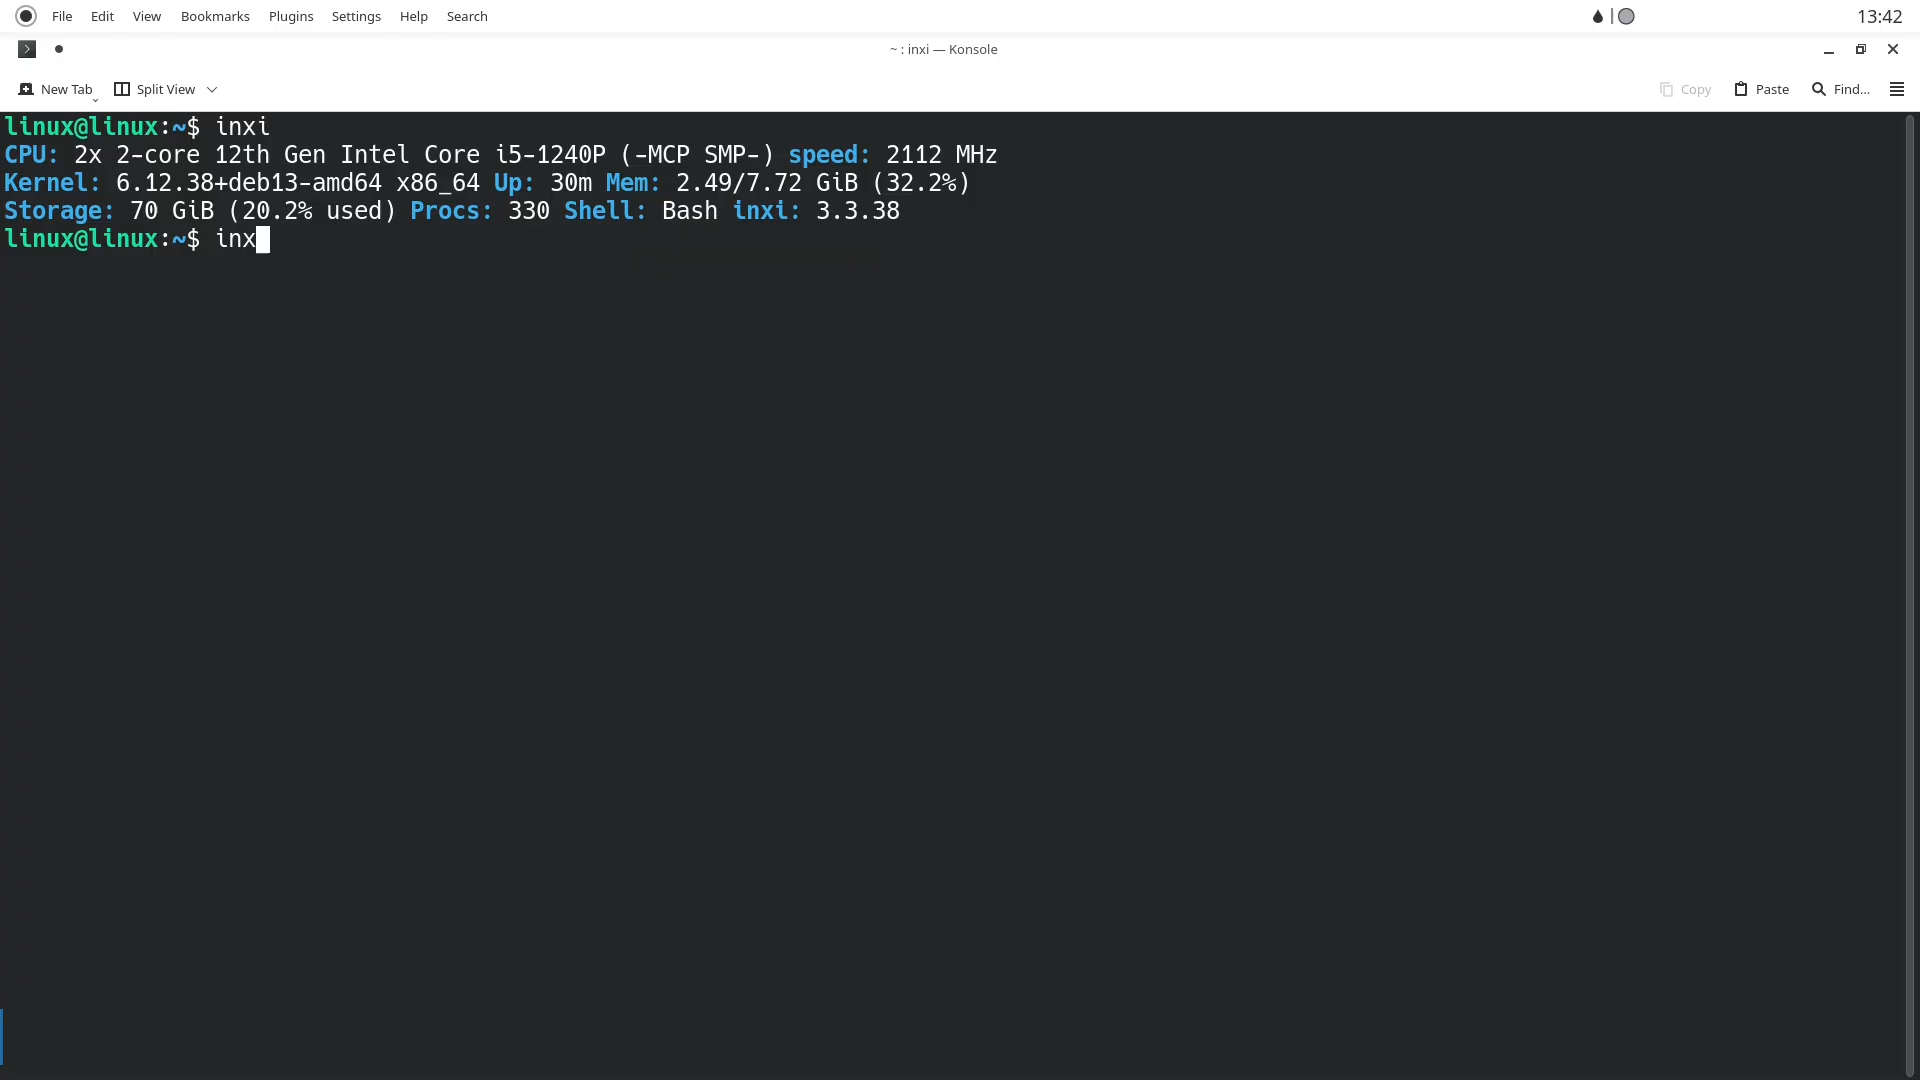 File Edit View Bookmarks Plugins Settings Help Search 13:42
~ : inxi — Konsole
New Tab Split View Copy Paste Find...
linux@linux:~$ inxi
CPU: 2x 2-core 12th Gen Intel Core i5-1240P (-MCP SMP-) speed: 2112 MHz
Kernel: 6.12.38+deb13-amd64 x86_64 Up: 30m Mem: 2.49/7.72 GiB (32.2%)
Storage: 70 GiB (20.2% used) Procs: 330 Shell: Bash inxi: 3.3.38
linux@linux:~$ inx